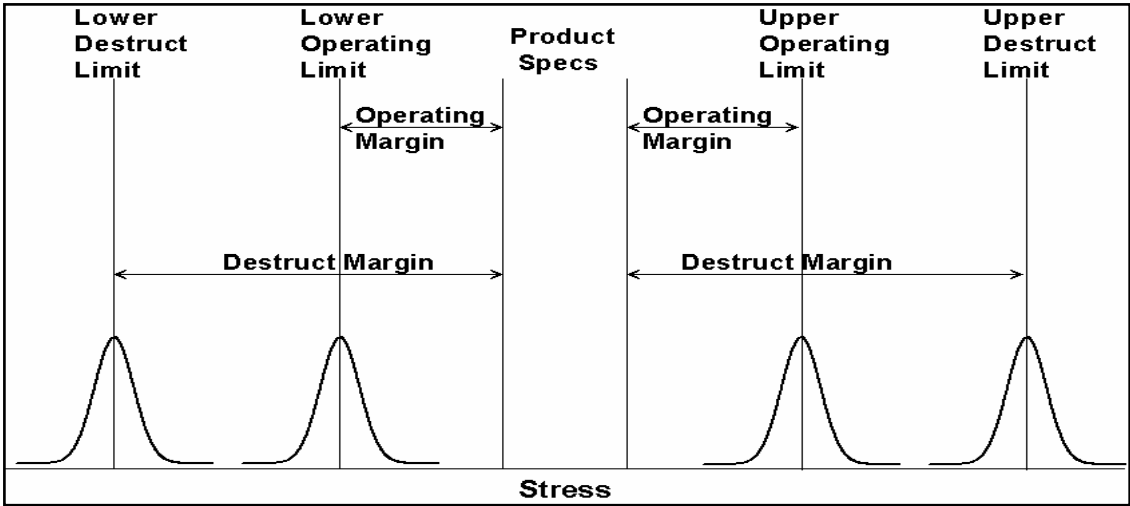 Lower
Destruct
Limit
Lower
Operating
Limit
Product
Specs
Upper
Operating
Limit
Upper
Destruct
Limit
Operating
Margin
Operating
Margin
Destruct Margin
Destruct Margin
Stress